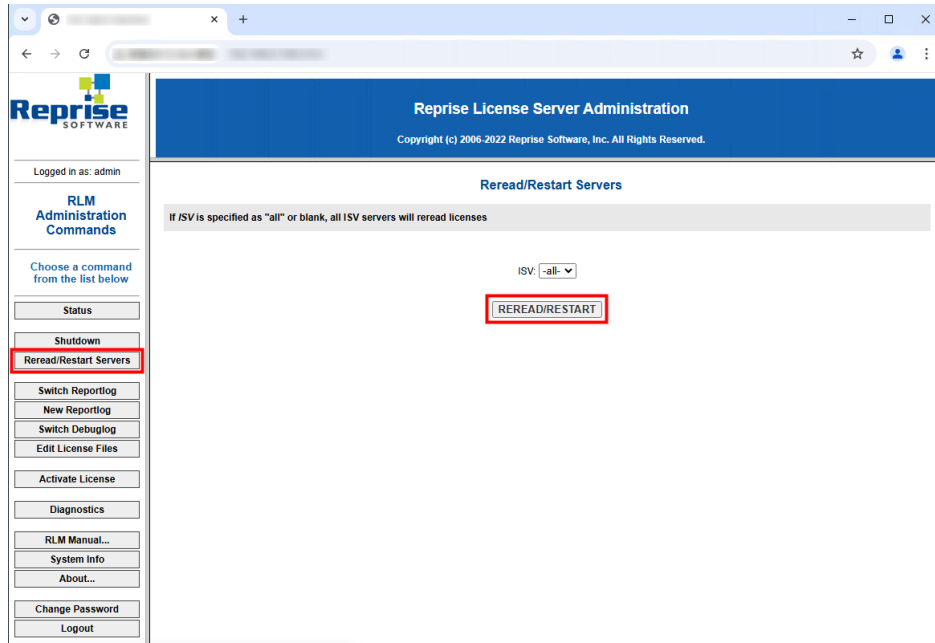 Reprise
SOFTWARE
Reprise License Server Administration
Copyright (c) 2006-2022 Reprise Software, Inc. All Rights Reserved.
Logged in as: admin
RLM
Administration
Commands
Choose a command
from the list below
Status
Shutdown
Reread/Restart Servers
Switch Reportlog
New Reportlog
Switch Debuglog
Edit License Files
Activate License
Diagnostics
RLM Manual...
System Info
About...
Change Password
Logout
Reread/Restart Servers
If ISV is specified as "all" or blank, all ISV servers will reread licenses
ISV: -all-
REREAD/RESTART